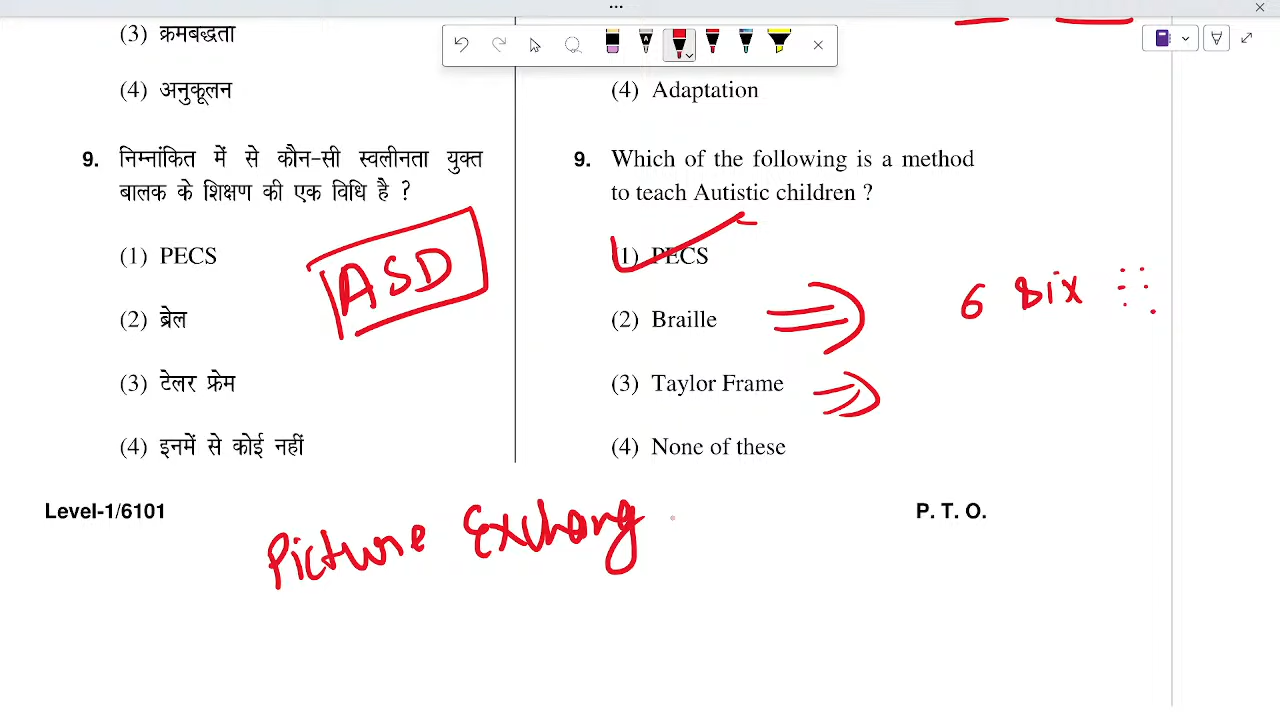 (3) क्रमबद्धता
(4) अनुकूलन
9. निम्नांकित में से कौन-सी स्वलीनता युक्त
बालक के शिक्षण की एक विधि है ?
(1) PECS
(2) ब्रेल
(3) टेलर फ्रेम
(4) इनमें से कोई नहीं
ASD
(4) Adaptation
9. Which of the following is a method
to teach Autistic children ?
(1) PECS
(2) Braille
(3) Taylor Frame
(4) None of these
6 six
Level-1/6101
P. T. O.
Picture Exchang